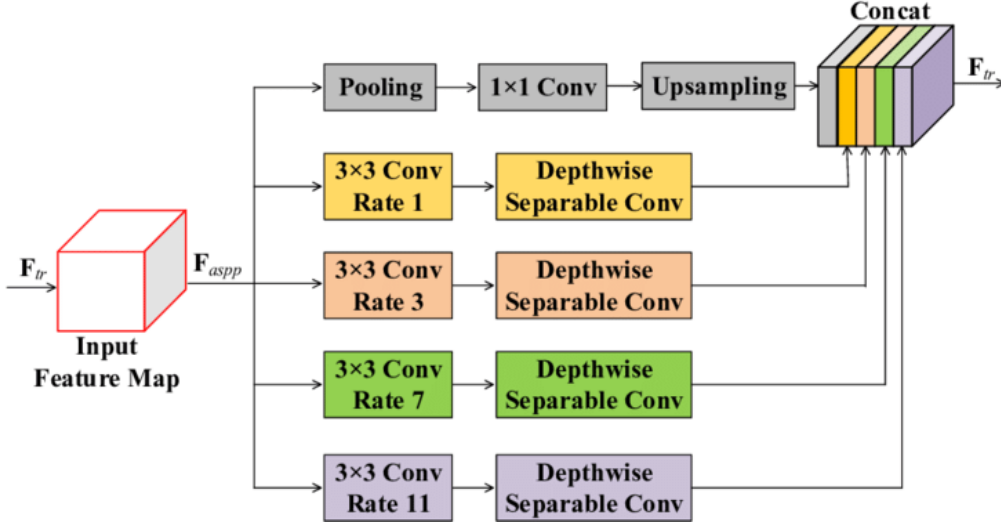 Concat
Pooling
1×1 Conv
Upsampling
F_tr
3×3 Conv
Rate 1
Depthwise
Separable Conv
F_tr
F_aspp
3×3 Conv
Rate 3
Depthwise
Separable Conv
Input
Feature Map
3×3 Conv
Rate 7
Depthwise
Separable Conv
3×3 Conv
Rate 11
Depthwise
Separable Conv